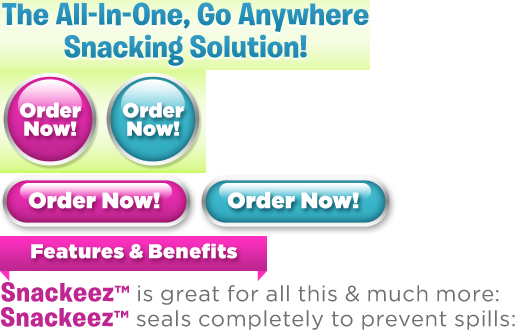 The All-In-One, Go Anywhere
Snacking Solution!
Order
Now!
Order
Now!
Order Now!
Order Now!
Features & Benefits
Snackeez™ is great for all this & much more:
Snackeez™ seals completely to prevent spills: